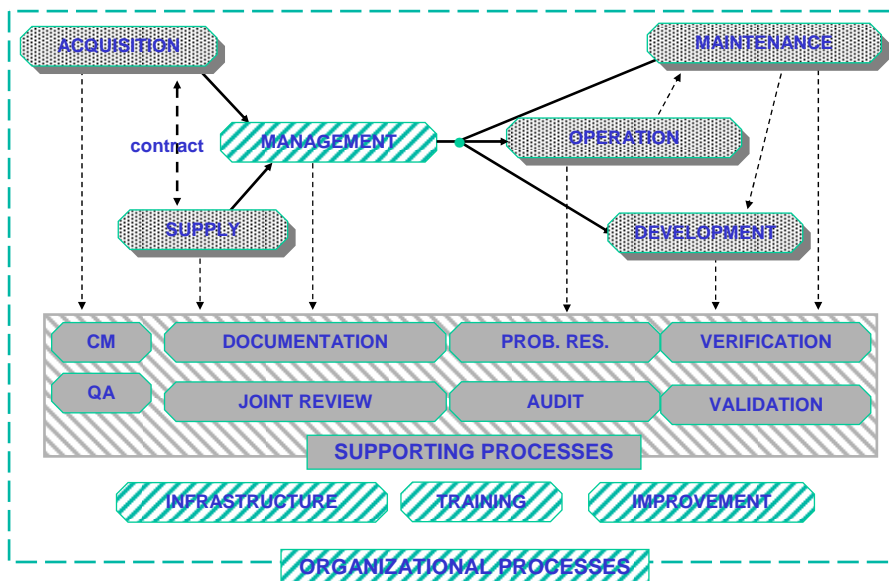 ACQUISITION
MAINTENANCE
contract
MANAGEMENT
OPERATION
SUPPLY
DEVELOPMENT
CM
DOCUMENTATION
PROB. RES.
VERIFICATION
QA
JOINT REVIEW
AUDIT
VALIDATION
SUPPORTING PROCESSES
INFRASTRUCTURE
TRAINING
IMPROVEMENT
ORGANIZATIONAL PROCESSES